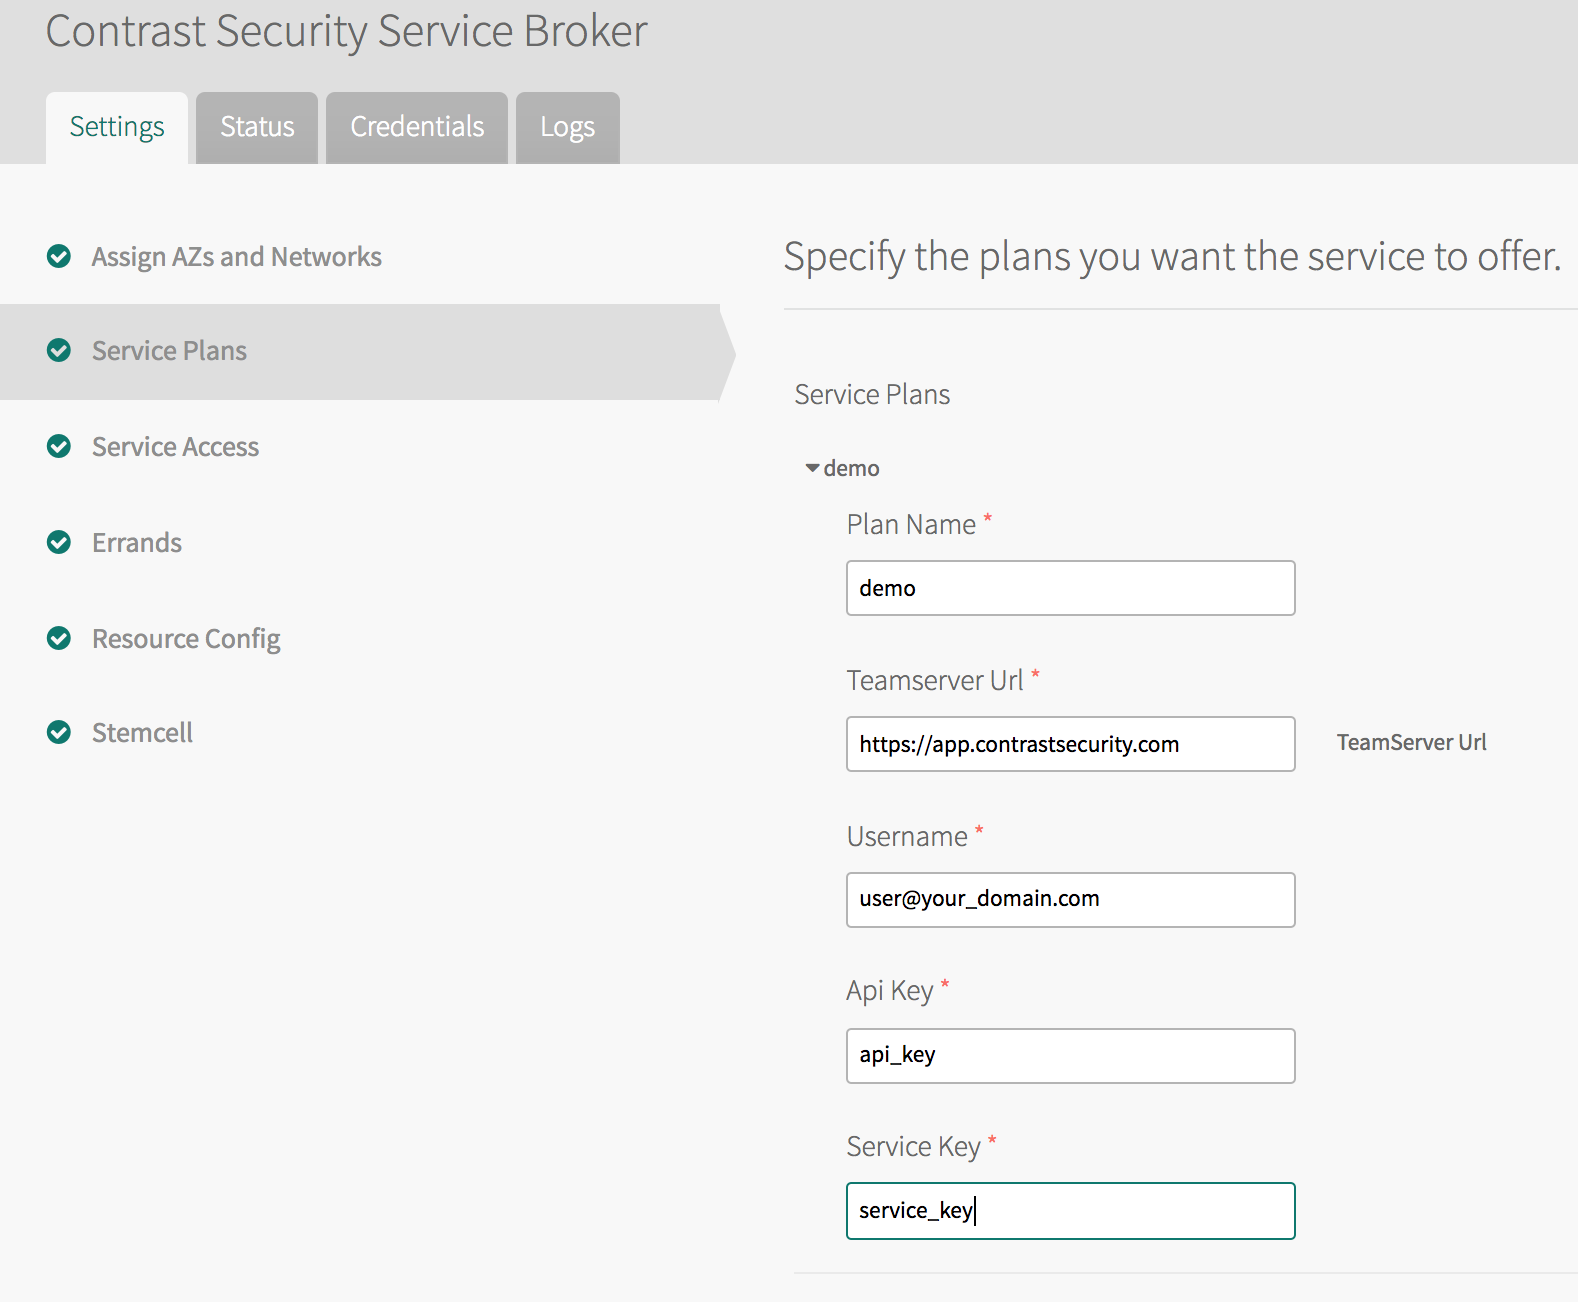 Contrast Security Service Broker
Settings
Status
Credentials
Logs
Assign AZs and Networks
Service Plans
Service Access
Errands
Resource Config
Stemcell
Specify the plans you want the service to offer.
Service Plans
demo
Plan Name *
demo
Teamserver Url *
https://app.contrastsecurity.com
TeamServer Url
Username *
user@your_domain.com
Api Key *
api_key
Service Key *
service_key